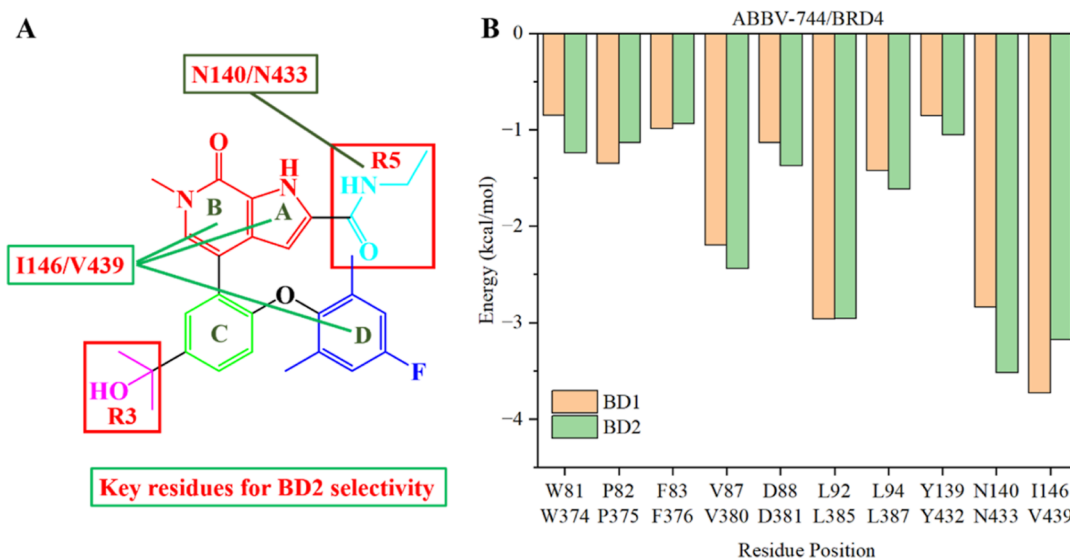 A
N140/N433
O
H
N
R5
HN
N
B
A
O
I146/V439
O
C
D
F
HO
R3
Key residues for BD2 selectivity
B
ABBV-744/BRD4
Energy (kcal/mol)
−0
−1
−2
−3
−4
BD1
BD2
W81 P82 F83 V87 D88 L92 L94 Y139 N140 I146
W374 P375 F376 V380 D381 L385 L387 Y432 N433 V439
Residue Position